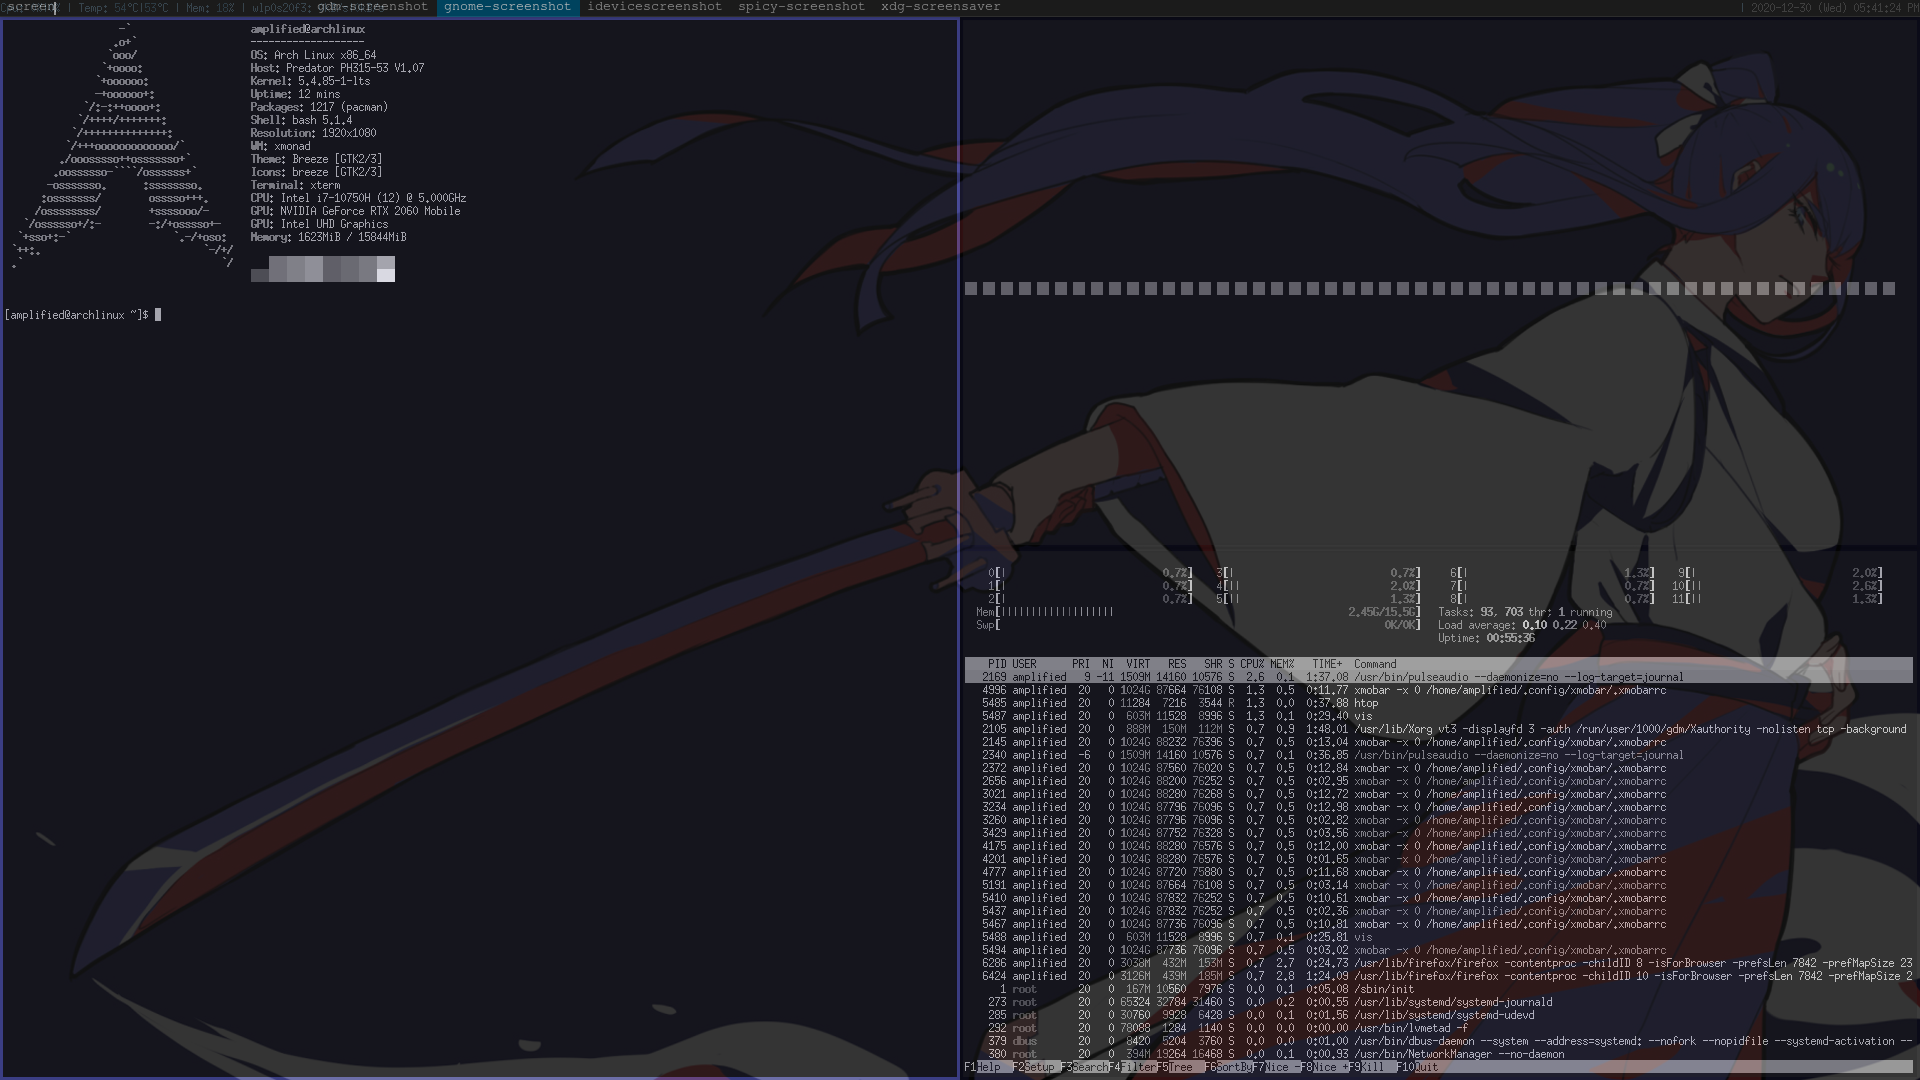 screen gdm-screenshot gnome-screenshot idevicescreenshot spicy-screenshot xdg-screensaver
| Temp: 54°C|53°C | Mem: 18% | wlp0s20f3: | 2020-12-30 (Wed) 05:41:24 PM
amplified@archlinux
-------------------
OS: Arch Linux x86_64
Host: Predator PH315-53 V1.07
Kernel: 5.4.85-1-lts
Uptime: 12 mins
Packages: 1217 (pacman)
Shell: bash 5.1.4
Resolution: 1920x1080
WM: xmonad
Theme: Breeze [GTK2/3]
Icons: breeze [GTK2/3]
Terminal: xterm
CPU: Intel i7-10750H (12) @ 5.000GHz
GPU: NVIDIA GeForce RTX 2060 Mobile
GPU: Intel UHD Graphics
Memory: 1623MiB / 15844MiB
[amplified@archlinux ~]$
0[| 0.7%] 3[| 0.7%] 6[| 1.3%] 9[| 2.0%]
1[| 0.7%] 4[|| 2.0%] 7[| 0.7%] 10[|| 2.6%]
2[| 0.7%] 5[|| 1.3%] 8[| 0.7%] 11[|| 1.3%]
Mem[||||||||||||||||||| 2.45G/15.5G] Tasks: 93, 703 thr; 1 running
Swp[ 0K/0K] Load average: 0.10 0.22 0.40
Uptime: 00:55:36
PID USER PRI NI VIRT RES SHR S CPU% MEM% TIME+ Command
2169 amplified 9 -11 1509M 14160 10576 S 2.6 0.1 1:37.08 /usr/bin/pulseaudio --daemonize=no --log-target=journal
4996 amplified 20 0 1024G 87664 76108 S 1.3 0.5 0:11.77 xmobar -x 0 /home/amplified/.config/xmobar/.xmobarrc
5485 amplified 20 0 11284 7216 3544 R 1.3 0.0 0:37.88 htop
5487 amplified 20 0 603M 11528 8996 S 1.3 0.1 0:29.40 vis
2105 amplified 20 0 888M 150M 112M S 0.7 0.9 1:48.01 /usr/lib/Xorg vt3 -displayfd 3 -auth /run/user/1000/gdm/Xauthority -nolisten tcp -background
2145 amplified 20 0 1024G 88232 76396 S 0.7 0.5 0:13.04 xmobar -x 0 /home/amplified/.config/xmobar/.xmobarrc
2340 amplified -6 0 1509M 14160 10576 S 0.7 0.1 0:36.85 /usr/bin/pulseaudio --daemonize=no --log-target=journal
2372 amplified 20 0 1024G 87560 76020 S 0.7 0.5 0:12.84 xmobar -x 0 /home/amplified/.config/xmobar/.xmobarrc
2656 amplified 20 0 1024G 88200 76252 S 0.7 0.5 0:02.95 xmobar -x 0 /home/amplified/.config/xmobar/.xmobarrc
3021 amplified 20 0 1024G 88280 76268 S 0.7 0.5 0:12.72 xmobar -x 0 /home/amplified/.config/xmobar/.xmobarrc
3234 amplified 20 0 1024G 87796 76096 S 0.7 0.5 0:12.98 xmobar -x 0 /home/amplified/.config/xmobar/.xmobarrc
3260 amplified 20 0 1024G 87796 76096 S 0.7 0.5 0:02.82 xmobar -x 0 /home/amplified/.config/xmobar/.xmobarrc
3429 amplified 20 0 1024G 87752 76328 S 0.7 0.5 0:03.56 xmobar -x 0 /home/amplified/.config/xmobar/.xmobarrc
4175 amplified 20 0 1024G 88280 76576 S 0.7 0.5 0:12.00 xmobar -x 0 /home/amplified/.config/xmobar/.xmobarrc
4201 amplified 20 0 1024G 88280 76576 S 0.7 0.5 0:01.65 xmobar -x 0 /home/amplified/.config/xmobar/.xmobarrc
4777 amplified 20 0 1024G 87720 75880 S 0.7 0.5 0:11.68 xmobar -x 0 /home/amplified/.config/xmobar/.xmobarrc
5191 amplified 20 0 1024G 87664 76108 S 0.7 0.5 0:03.14 xmobar -x 0 /home/amplified/.config/xmobar/.xmobarrc
5410 amplified 20 0 1024G 87832 76252 S 0.7 0.5 0:10.61 xmobar -x 0 /home/amplified/.config/xmobar/.xmobarrc
5437 amplified 20 0 1024G 87832 76252 S 0.7 0.5 0:02.36 xmobar -x 0 /home/amplified/.config/xmobar/.xmobarrc
5467 amplified 20 0 1024G 87736 76096 S 0.7 0.5 0:10.81 xmobar -x 0 /home/amplified/.config/xmobar/.xmobarrc
5488 amplified 20 0 603M 11528 8996 S 0.7 0.1 0:25.81 vis
5494 amplified 20 0 1024G 87736 76096 S 0.7 0.5 0:03.02 xmobar -x 0 /home/amplified/.config/xmobar/.xmobarrc
6286 amplified 20 0 3038M 432M 153M S 0.7 2.7 0:24.73 /usr/lib/firefox/firefox -contentproc -childID 8 -isForBrowser -prefsLen 7842 -prefMapSize 23
6424 amplified 20 0 3126M 439M 185M S 0.7 2.8 1:24.09 /usr/lib/firefox/firefox -contentproc -childID 10 -isForBrowser -prefsLen 7842 -prefMapSize 2
1 root 20 0 167M 10560 7976 S 0.0 0.1 0:05.08 /sbin/init
273 root 20 0 65324 32784 31460 S 0.0 0.2 0:00.55 /usr/lib/systemd/systemd-journald
285 root 20 0 30760 9928 6428 S 0.0 0.1 0:01.56 /usr/lib/systemd/systemd-udevd
292 root 20 0 78088 1284 1140 S 0.0 0.0 0:00.00 /usr/bin/lvmetad -f
379 dbus 20 0 8420 5204 3760 S 0.0 0.0 0:01.00 /usr/bin/dbus-daemon --system --address=systemd: --nofork --nopidfile --systemd-activation --
380 root 20 0 394M 19264 16468 S 0.0 0.1 0:00.93 /usr/bin/NetworkManager --no-daemon
F1Help F2Setup F3SearchF4FilterF5Tree F6SortByF7Nice -F8Nice +F9Kill F10Quit